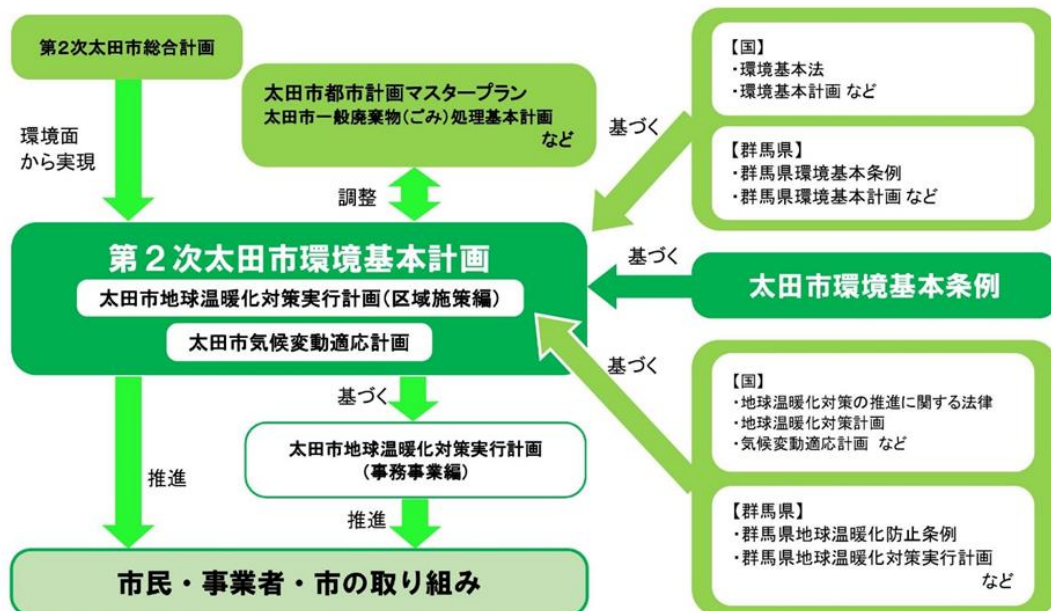 第2次太田市総合計画
環境面
から実現
太田市都市計画マスタープラン
太田市一般廃棄物(ごみ)処理基本計画
など
調整
基づく
【国】
・環境基本法
・環境基本計画 など
【群馬県】
・群馬県環境基本条例
・群馬県環境基本計画 など
第2次太田市環境基本計画
太田市地球温暖化対策実行計画(区域施策編)
太田市気候変動適応計画
基づく
太田市環境基本条例
基づく
【国】
・地球温暖化対策の推進に関する法律
・地球温暖化対策計画
・気候変動適応計画 など
【群馬県】
・群馬県地球温暖化防止条例
・群馬県地球温暖化対策実行計画
など
基づく
太田市地球温暖化対策実行計画
(事務事業編)
推進
推進
市民・事業者・市の取り組み